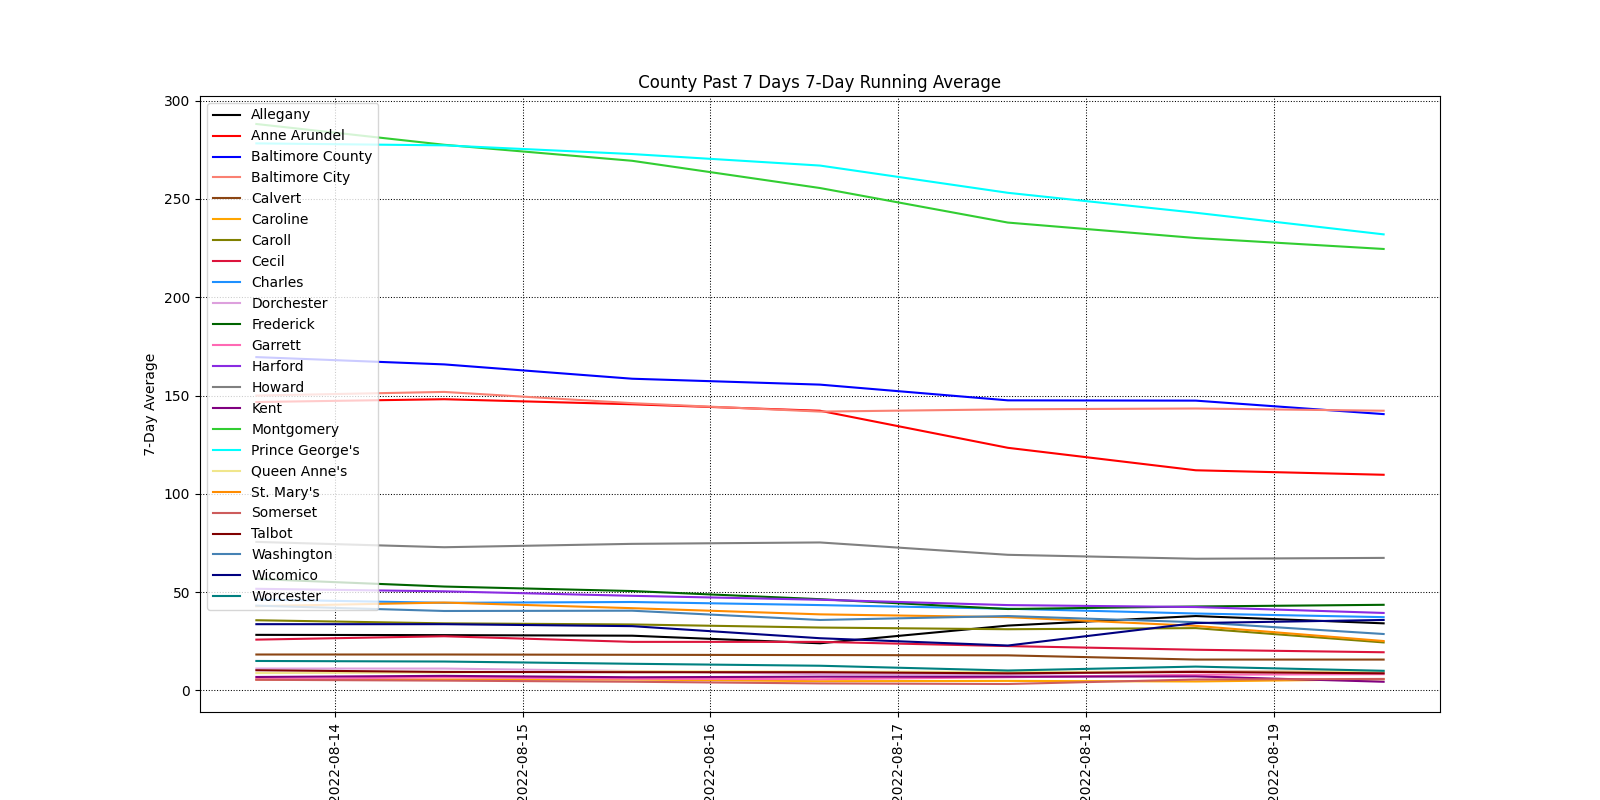 County Past 7 Days 7-Day Running Average
300
250
200
150
100
50
0
7-Day Average
Allegany
Anne Arundel
Baltimore County
Baltimore City
Calvert
Caroline
Caroll
Cecil
Charles
Dorchester
Frederick
Garrett
Harford
Howard
Kent
Montgomery
Prince George's
Queen Anne's
St. Mary's
Somerset
Talbot
Washington
Wicomico
Worcester
2022-08-14
2022-08-15
2022-08-16
2022-08-17
2022-08-18
2022-08-19